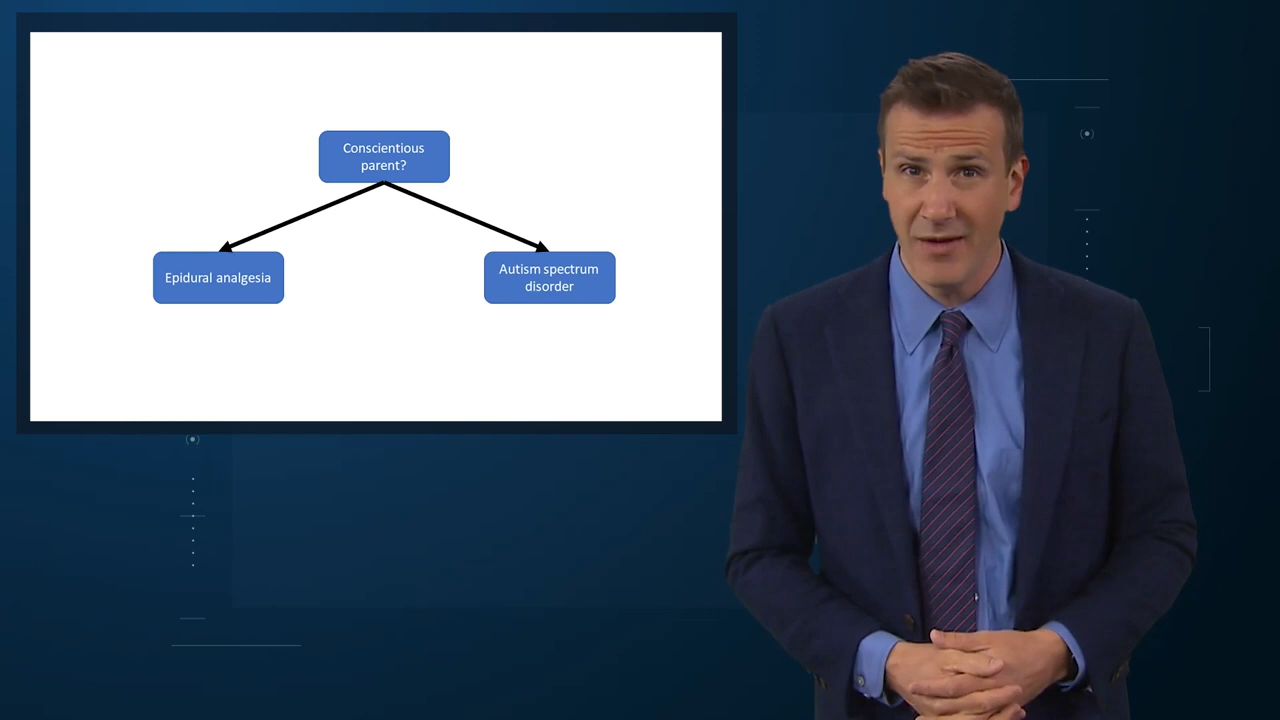 Conscientious
parent?
Epidural analgesia
Autism spectrum
disorder